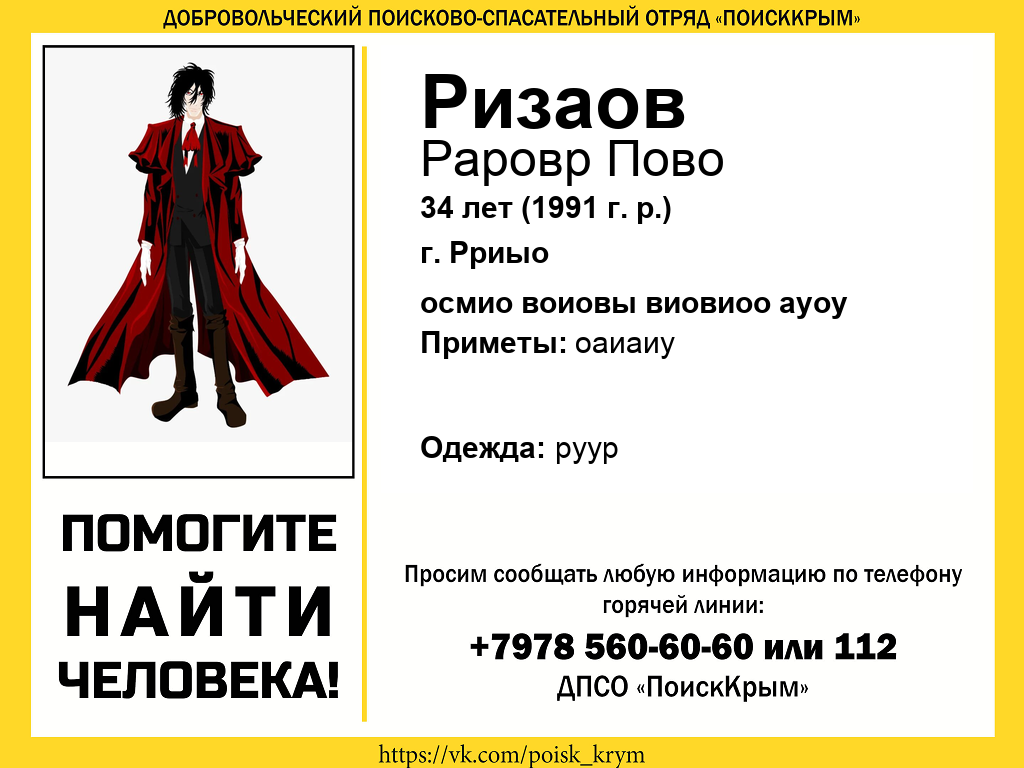 ДОБРОВОЛЬЧЕСКИЙ ПОИСКОВО-СПАСАТЕЛЬНЫЙ ОТРЯД «ПОИСККРЫМ»
Ризаов
Раровр Пово
34 лет (1991 г. р.)
г. Рриыо
осмио воиовы виовиоо ауоу
Приметы: оаиаиу
Одежда: руур
ПОМОГИТЕ
НАЙТИ
ЧЕЛОВЕКА!
Просим сообщать любую информацию по телефону
горячей линии:
+7978 560-60-60 или 112
ДПСО «ПоискКрым»
https://vk.com/poisk_krym